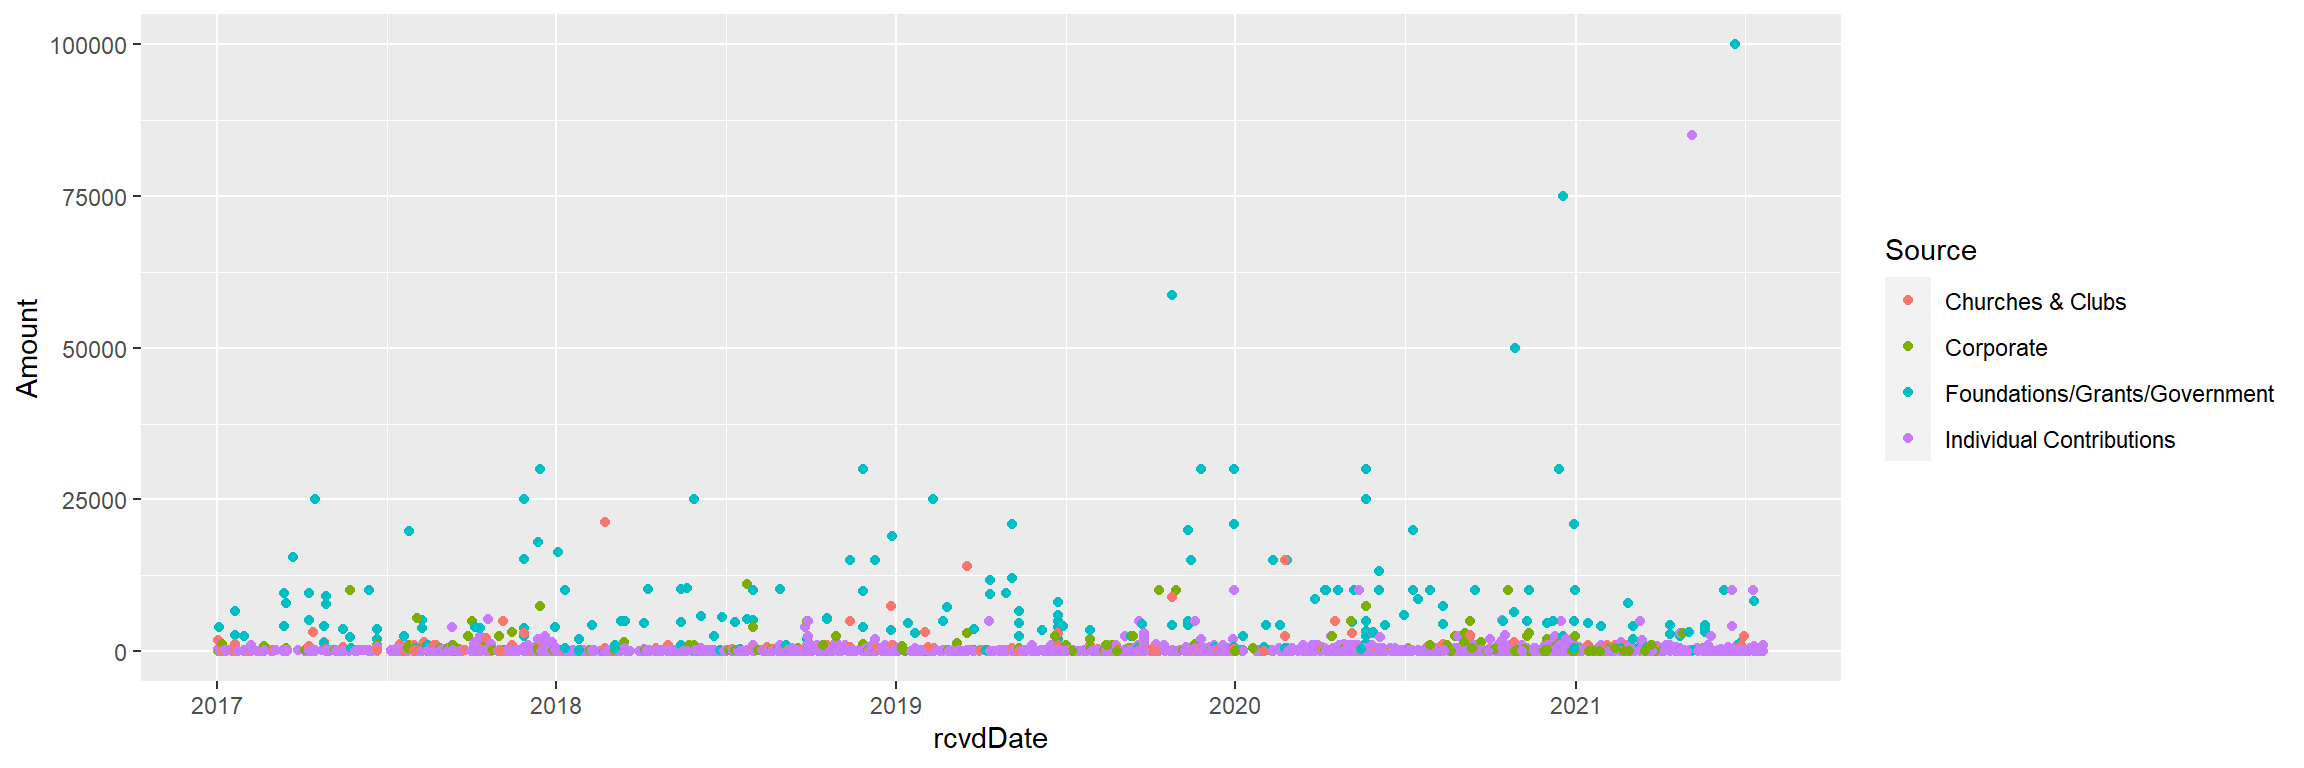 100000
75000
50000
25000
0
Amount
2017 2018 2019 2020 2021
rcvdDate
Source
Churches & Clubs
Corporate
Foundations/Grants/Government
Individual Contributions